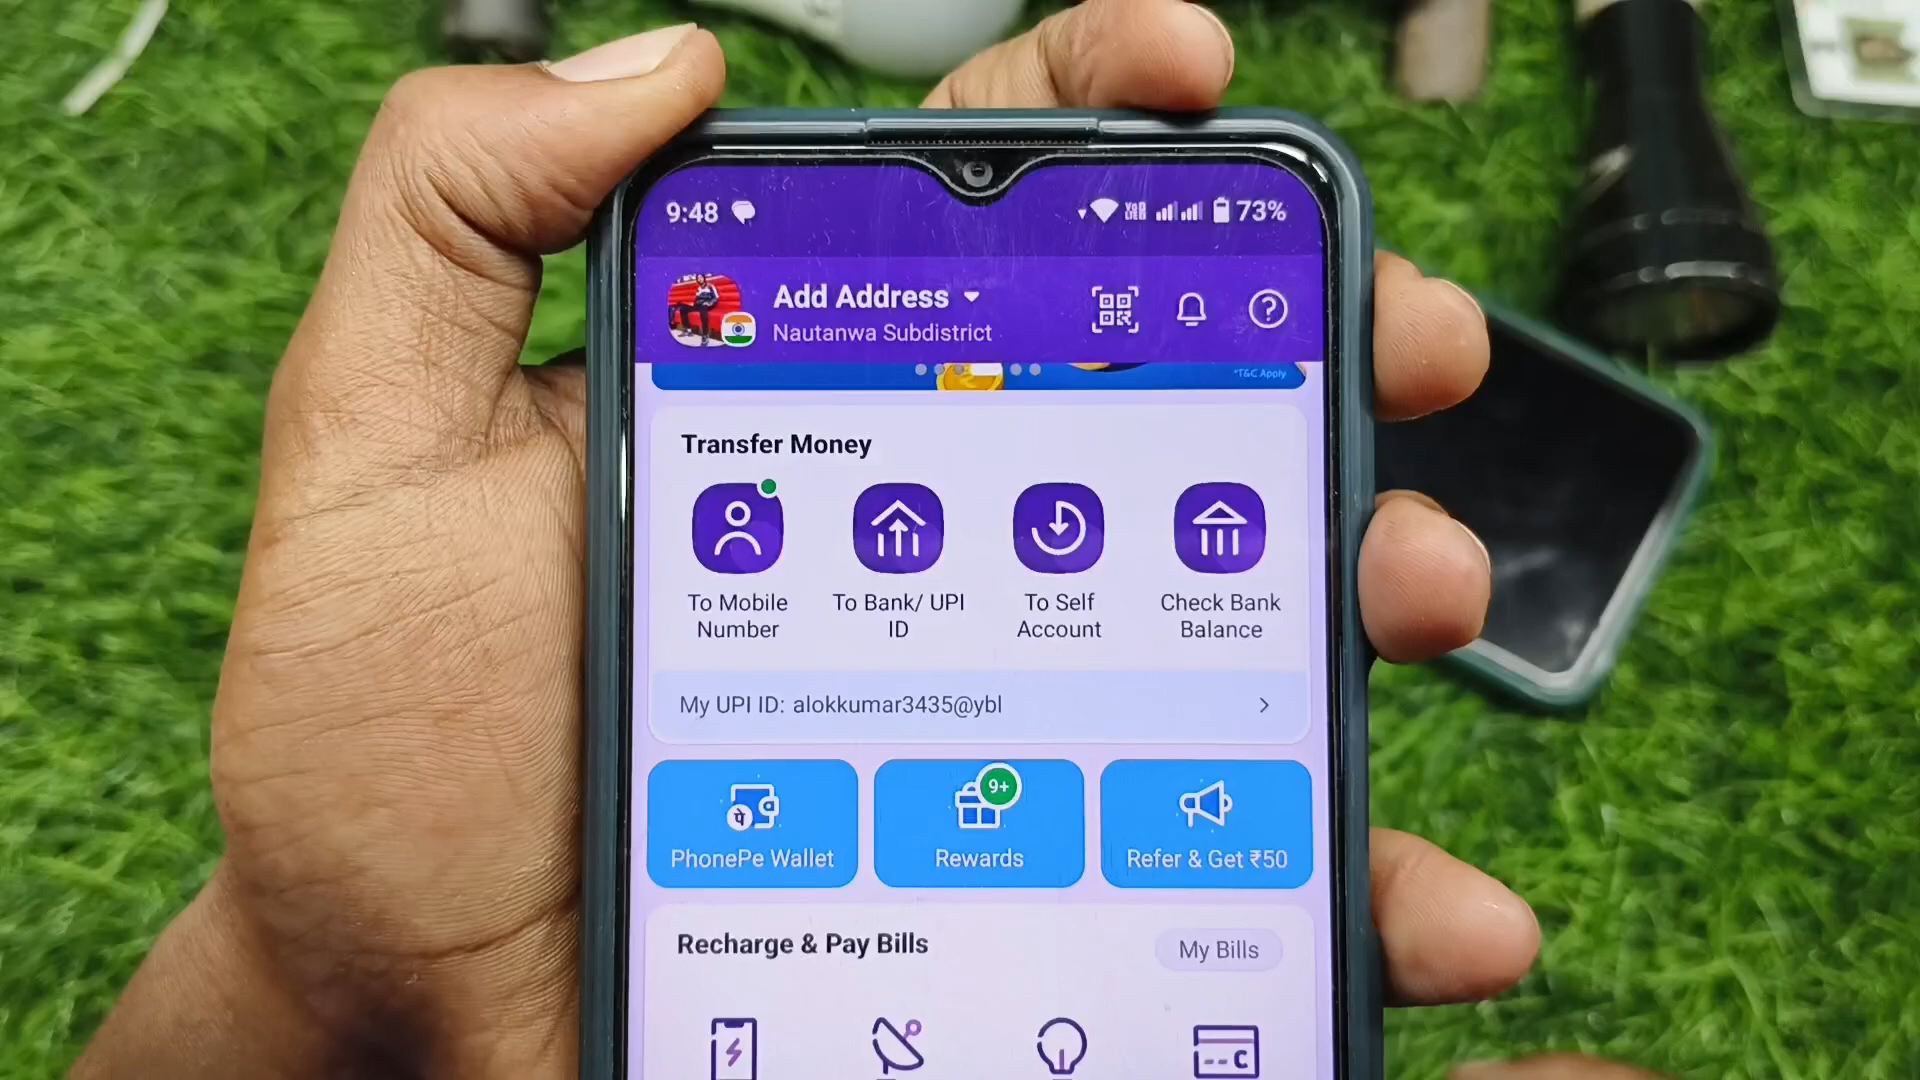 9:48
73%
Add Address
Nautanwa Subdistrict
*T&C Apply
Transfer Money
To Mobile Number
To Bank/ UPI ID
To Self Account
Check Bank Balance
My UPI ID: alokkumar3435@ybl
पे
9+
PhonePe Wallet
Rewards
Refer & Get ₹50
Recharge & Pay Bills
My Bills
C